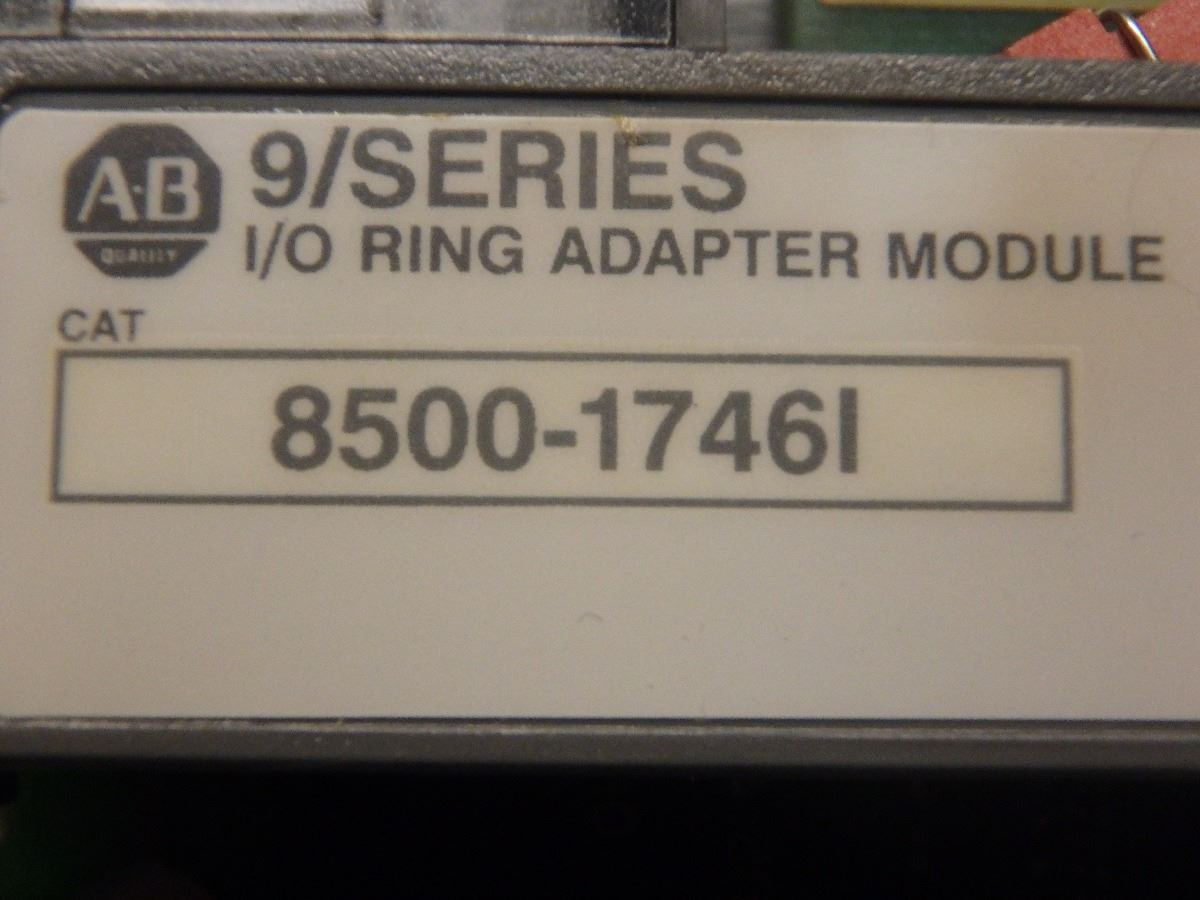 A·B
QUALITY
9/SERIES
I/O RING ADAPTER MODULE
CAT
8500-1746I